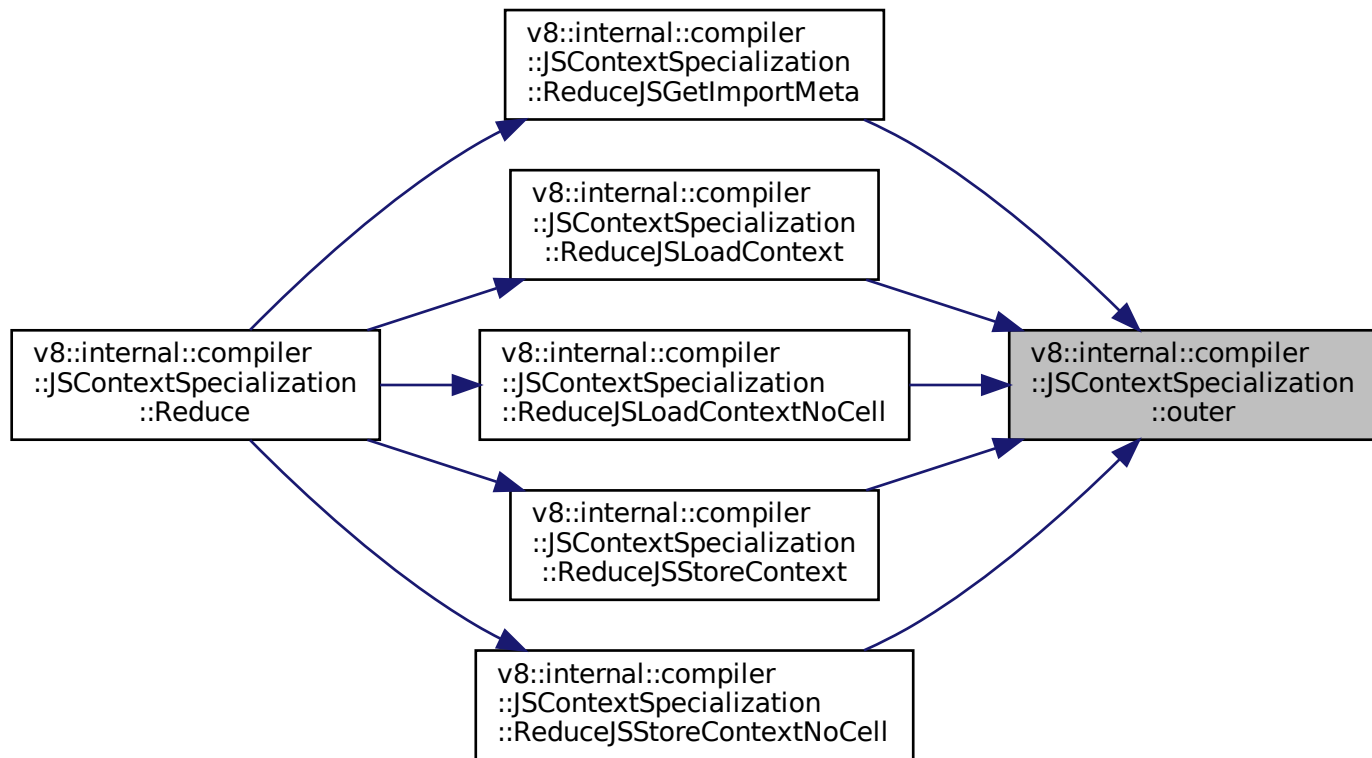 v8::internal::compiler
::JSContextSpecialization
::ReduceJSGetImportMeta
v8::internal::compiler
::JSContextSpecialization
::ReduceJSLoadContext
v8::internal::compiler
::JSContextSpecialization
::Reduce
v8::internal::compiler
::JSContextSpecialization
::ReduceJSLoadContextNoCell
v8::internal::compiler
::JSContextSpecialization
::outer
v8::internal::compiler
::JSContextSpecialization
::ReduceJSStoreContext
v8::internal::compiler
::JSContextSpecialization
::ReduceJSStoreContextNoCell